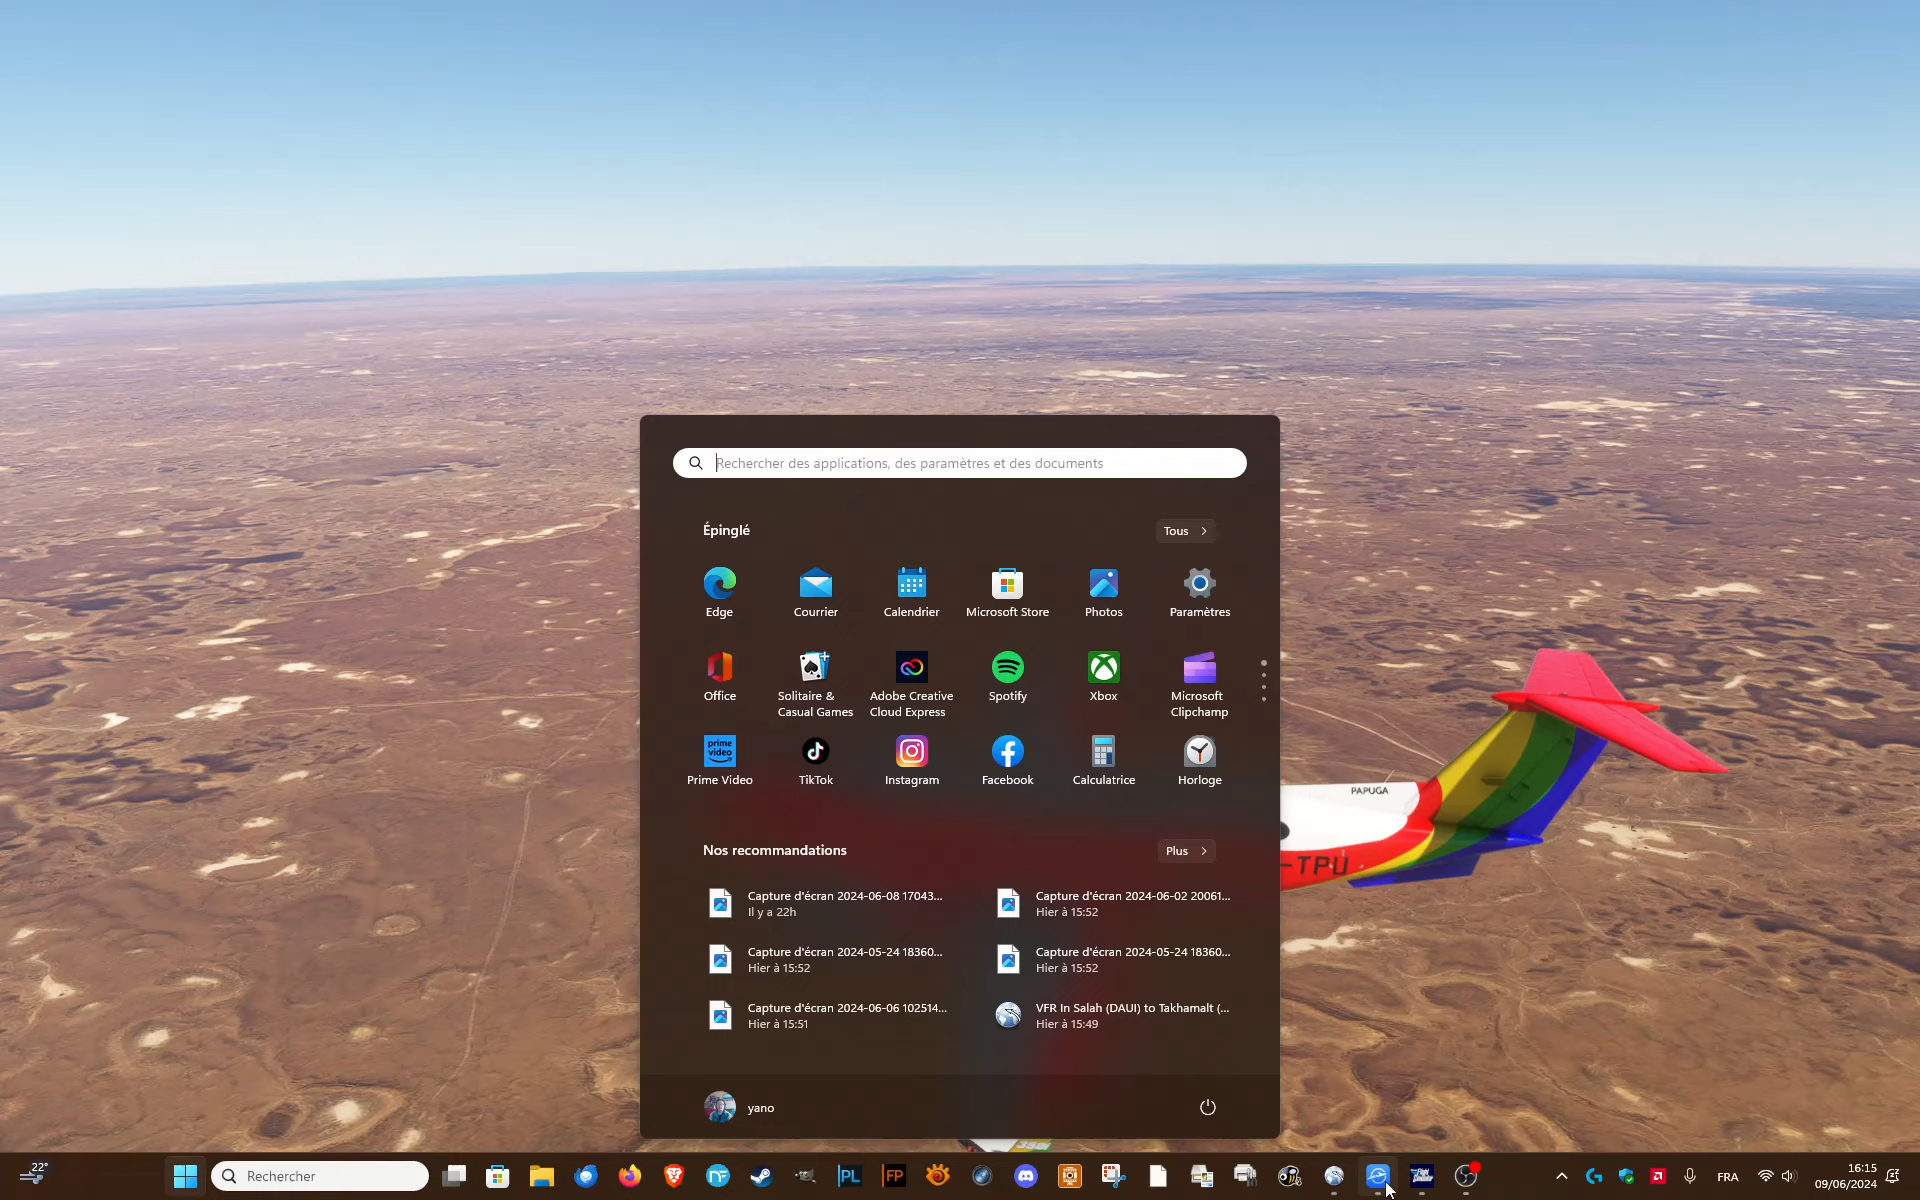 Rechercher des applications, des paramètres et des documents
Épinglé
Tous
Edge
Courrier
Calendrier
Microsoft Store
Photos
Paramètres
Office
Solitaire &
Casual Games
Adobe Creative
Cloud Express
Spotify
Xbox
Microsoft
Clipchamp
prime
video
Prime Video
TikTok
Instagram
Facebook
Calculatrice
Horloge
PAPUGA
-TPU
Nos recommandations
Plus
Capture d'écran 2024-06-08 17043...
Il y a 22h
Capture d'écran 2024-06-02 20061...
Hier à 15:52
Capture d'écran 2024-05-24 18360...
Hier à 15:52
Capture d'écran 2024-05-24 18360...
Hier à 15:52
Capture d'écran 2024-06-06 102514...
Hier à 15:51
VFR In Salah (DAUI) to Takhamalt (...
Hier à 15:49
yano
22°
Rechercher
PL
FP
FRA
16:15
09/06/2024